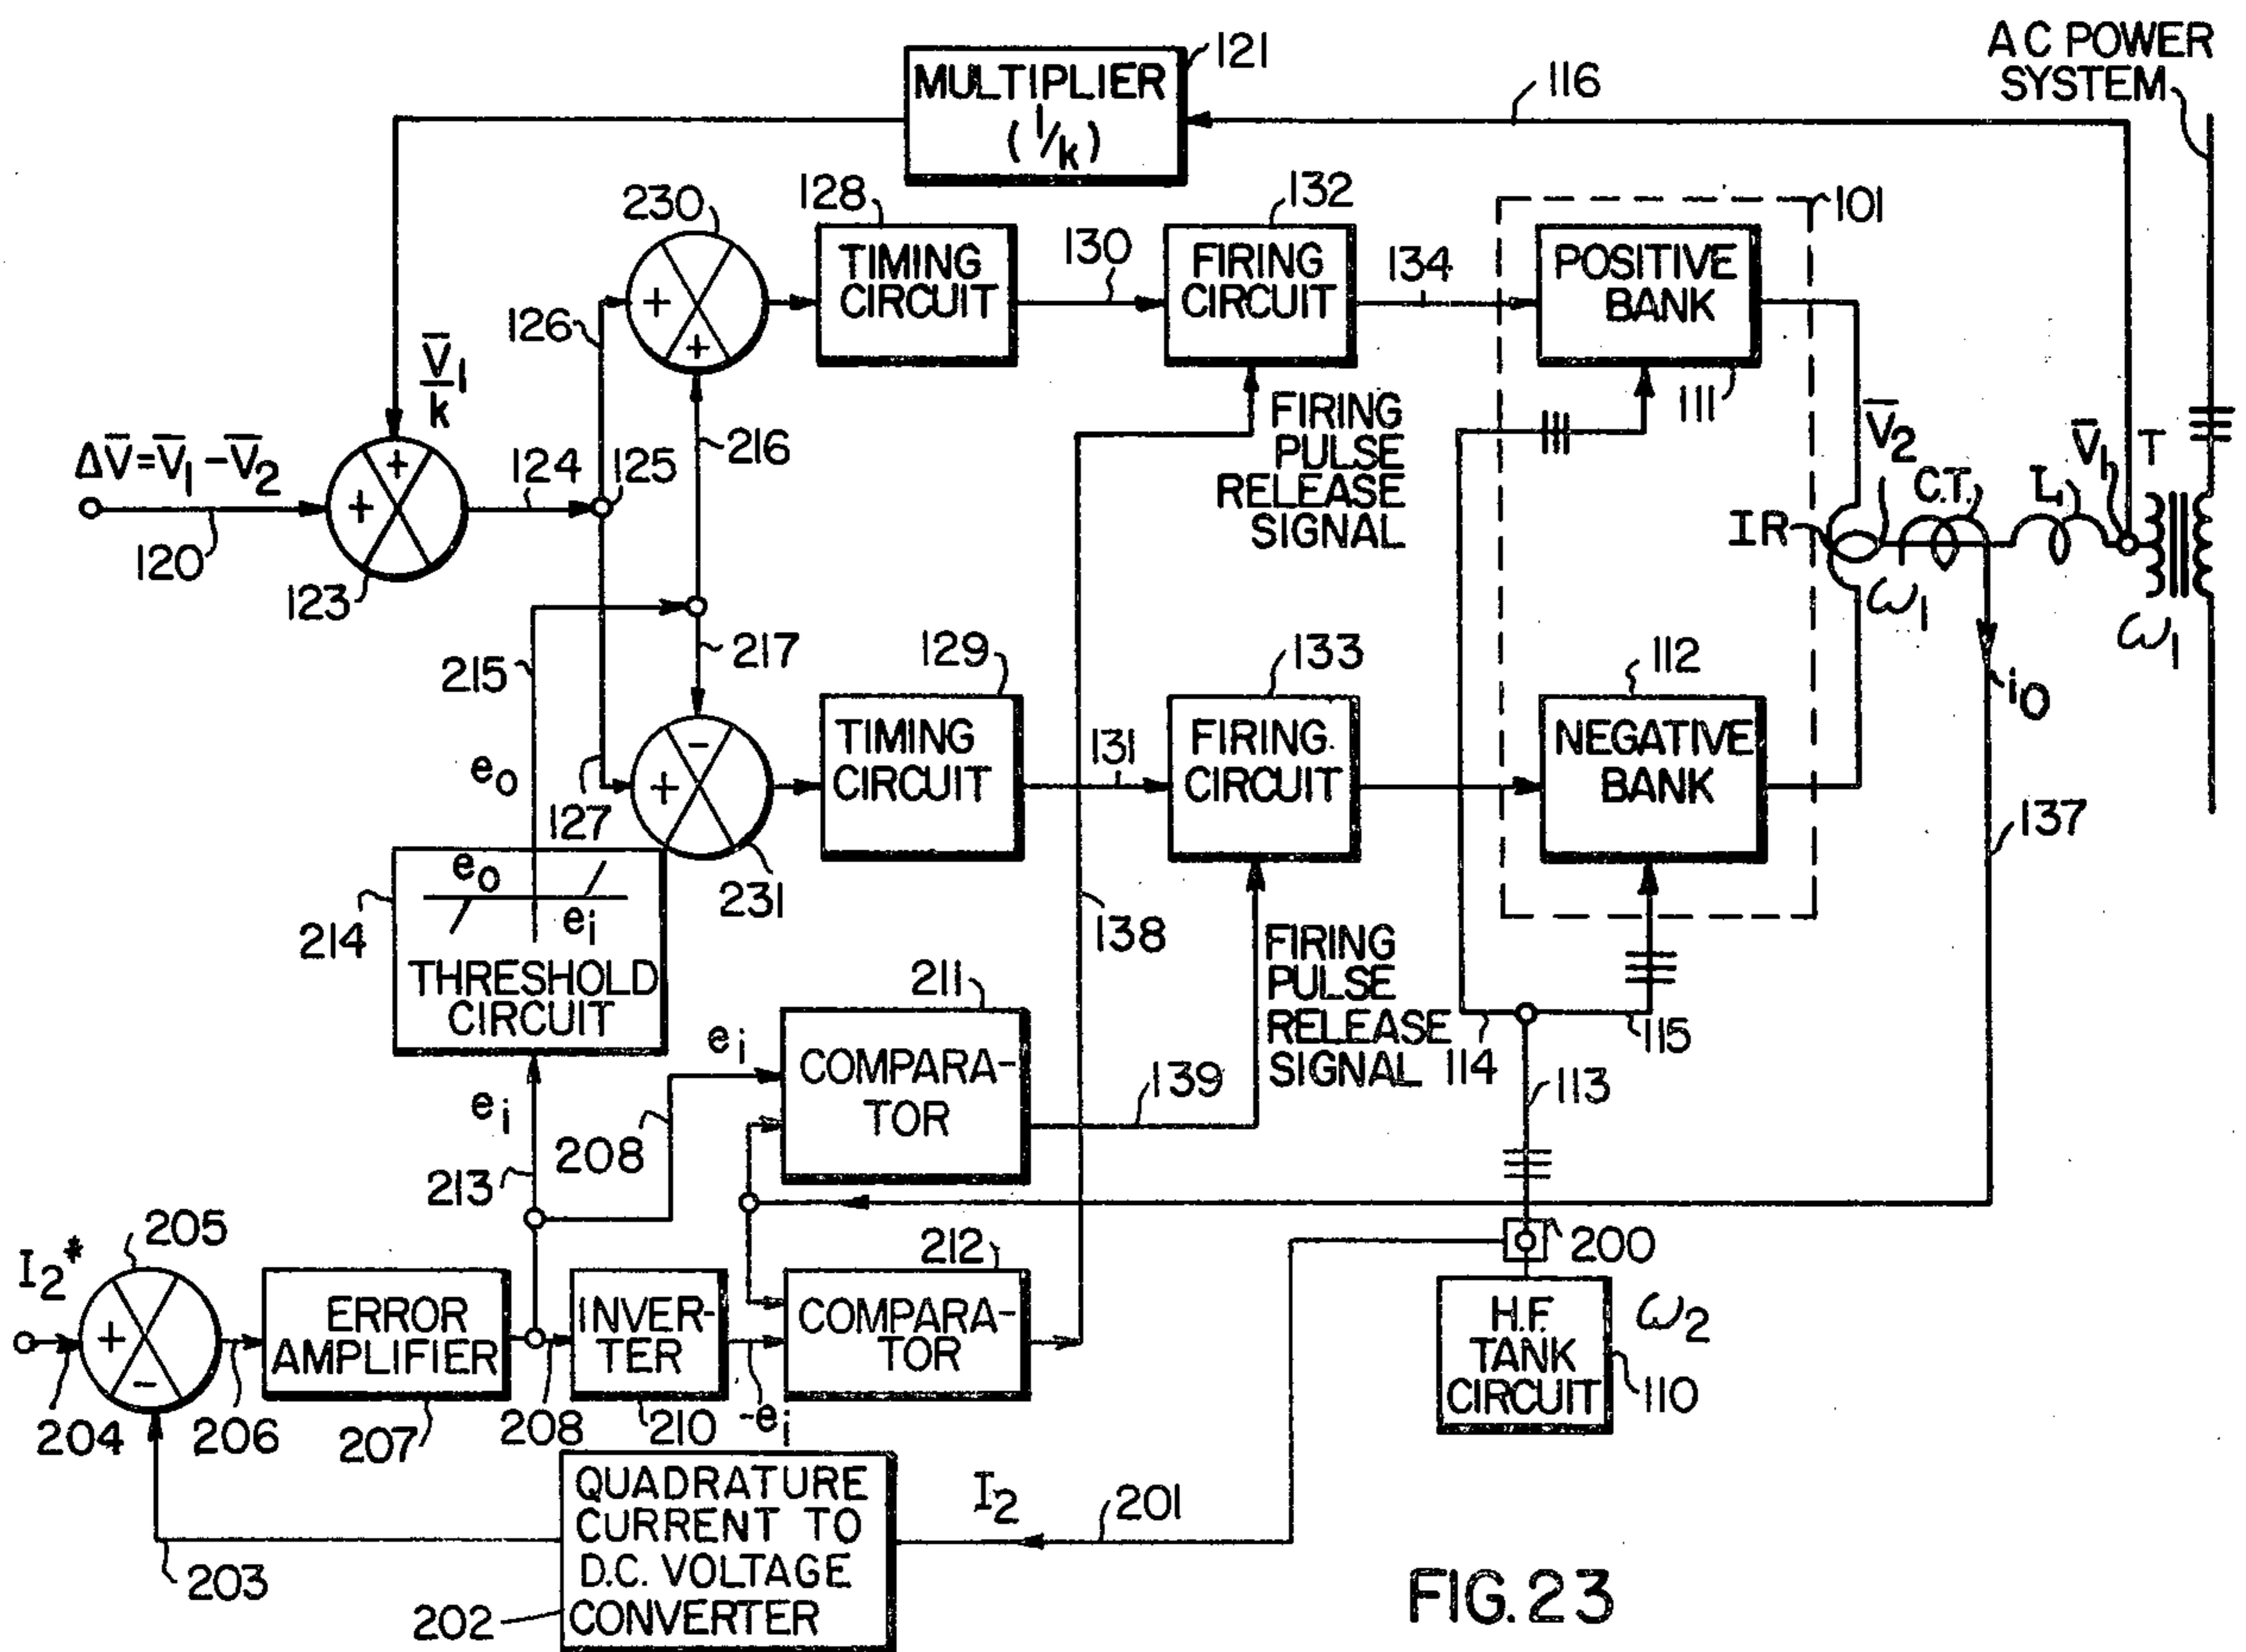 A C POWER
SYSTEM
MULTIPLIER
(1/k)
121
116
230
128
132
101
TIMING
CIRCUIT
130
FIRING
CIRCUIT
134
POSITIVE
BANK
111
126
+
+
V̅1/k
216
FIRING
PULSE
RELEASE
SIGNAL
V̅2
C.T.
L
V̅1
T
ΔV̅=V̅1-V̅2
120
+
+
123
124
125
IR
ω1
ω1
215
217
129
133
112
i0
e0
127
+
-
231
TIMING
CIRCUIT
131
FIRING
CIRCUIT
NEGATIVE
BANK
137
214
e0
ei
THRESHOLD
CIRCUIT
138
211
FIRING
PULSE
RELEASE
SIGNAL
114
115
113
ei
COMPARA-
TOR
139
ei
213
208
205
I2*
+
-
204
206
ERROR
AMPLIFIER
207
208
INVER-
TER
210
-ei
212
COMPARA-
TOR
200
H.F.
TANK
CIRCUIT
ω2
110
QUADRATURE
CURRENT TO
D.C. VOLTAGE
CONVERTER
202
203
I2
201
FIG. 23